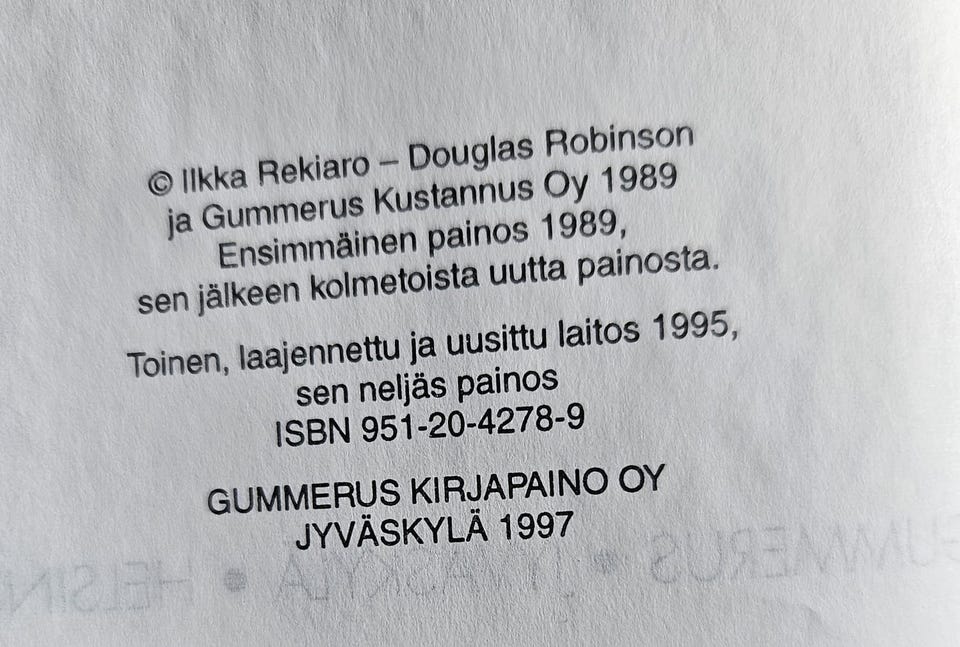 © Ilkka Rekiaro – Douglas Robinson
ja Gummerus Kustannus Oy 1989
Ensimmäinen painos 1989,
sen jälkeen kolmetoista uutta painosta.
Toinen, laajennettu ja uusittu laitos 1995,
sen neljäs painos
ISBN 951-20-4278-9
GUMMERUS KIRJAPAINO OY
JYVÄSKYLÄ 1997